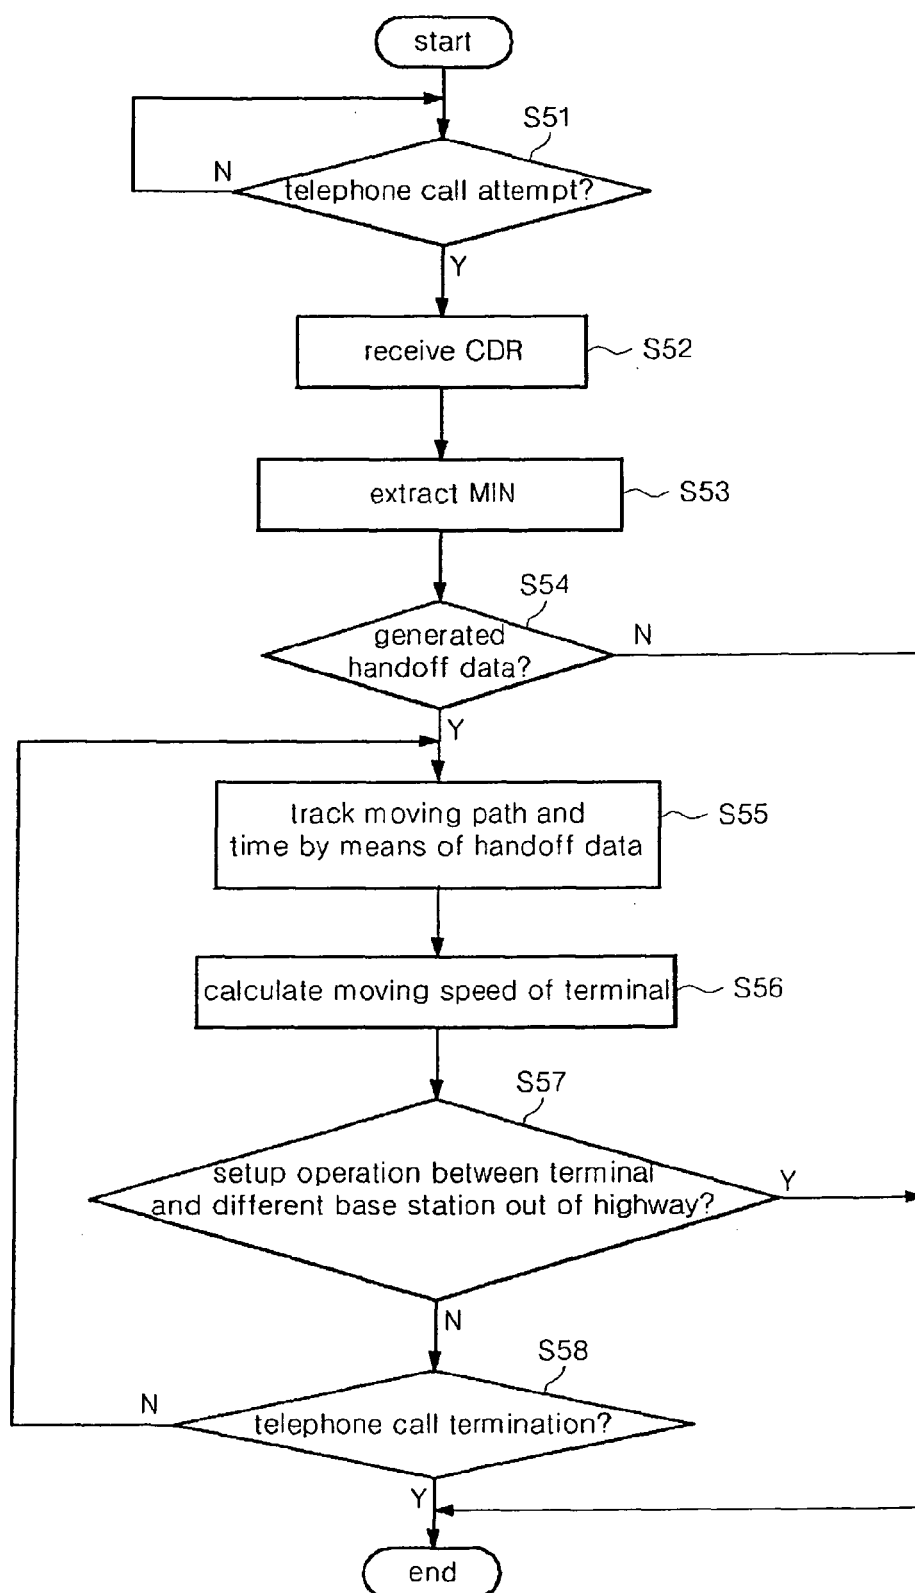 start
S51
N
telephone call attempt?
Y
receive CDR
S52
extract MIN
S53
S54
generated
handoff data?
N
Y
track moving path and
time by means of handoff data
S55
calculate moving speed of terminal
S56
S57
setup operation between terminal
and different base station out of highway?
Y
N
S58
N
telephone call termination?
Y
end